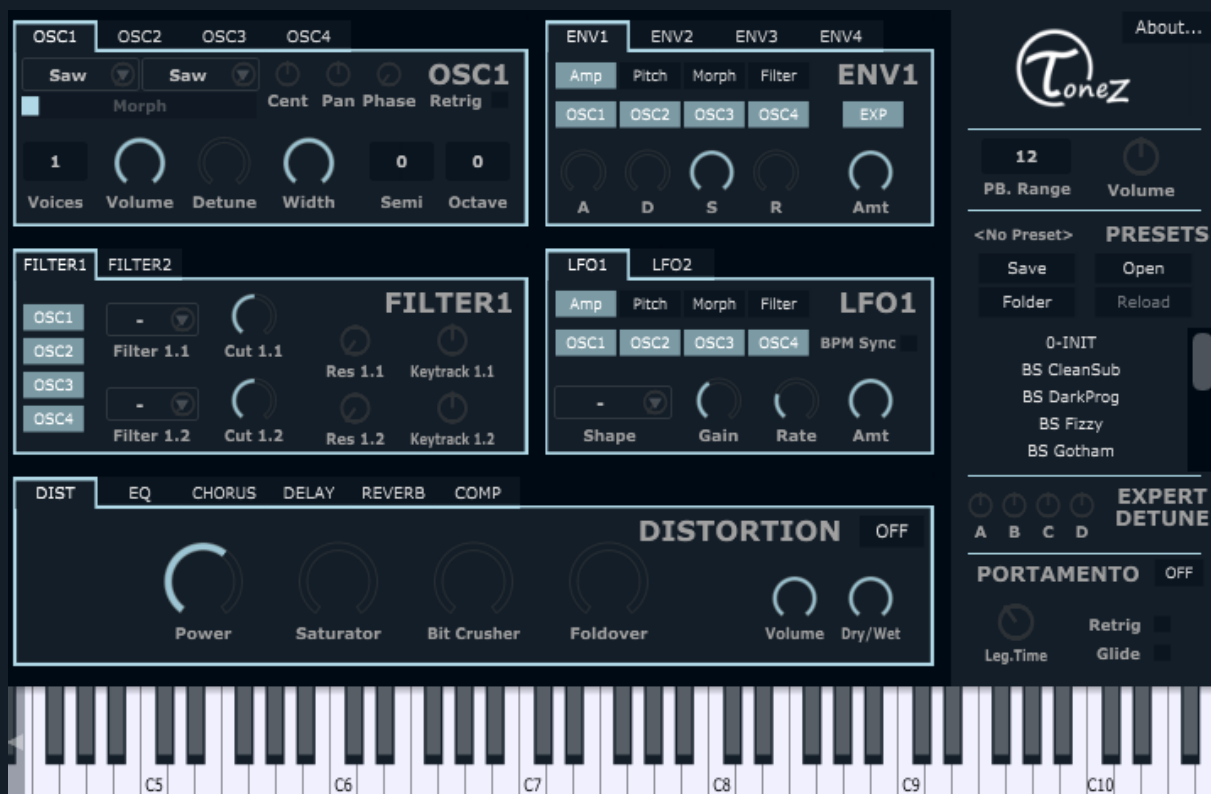 OSC1 OSC2 OSC3 OSC4
Saw Saw OSC1
Morph Cent Pan Phase Retrig
1 0 0
Voices Volume Detune Width Semi Octave
ENV1 ENV2 ENV3 ENV4
Amp Pitch Morph Filter ENV1
OSC1 OSC2 OSC3 OSC4 EXP
A D S R Amt
FILTER1 FILTER2
FILTER1
OSC1
OSC2
OSC3
OSC4
-
Filter 1.1 Cut 1.1
Res 1.1 Keytrack 1.1
-
Filter 1.2 Cut 1.2
Res 1.2 Keytrack 1.2
LFO1 LFO2
Amp Pitch Morph Filter LFO1
OSC1 OSC2 OSC3 OSC4 BPM Sync
-
Shape Gain Rate Amt
DIST EQ CHORUS DELAY REVERB COMP
DISTORTION OFF
Power Saturator Bit Crusher Foldover Volume Dry/Wet
About...
ToneZ
12
PB. Range Volume
<No Preset> PRESETS
Save Open
Folder Reload
0-INIT
BS CleanSub
BS DarkProg
BS Fizzy
BS Gotham
EXPERT
DETUNE
A B C D
PORTAMENTO OFF
Retrig
Leg.Time Glide
C5 C6 C7 C8 C9 C10